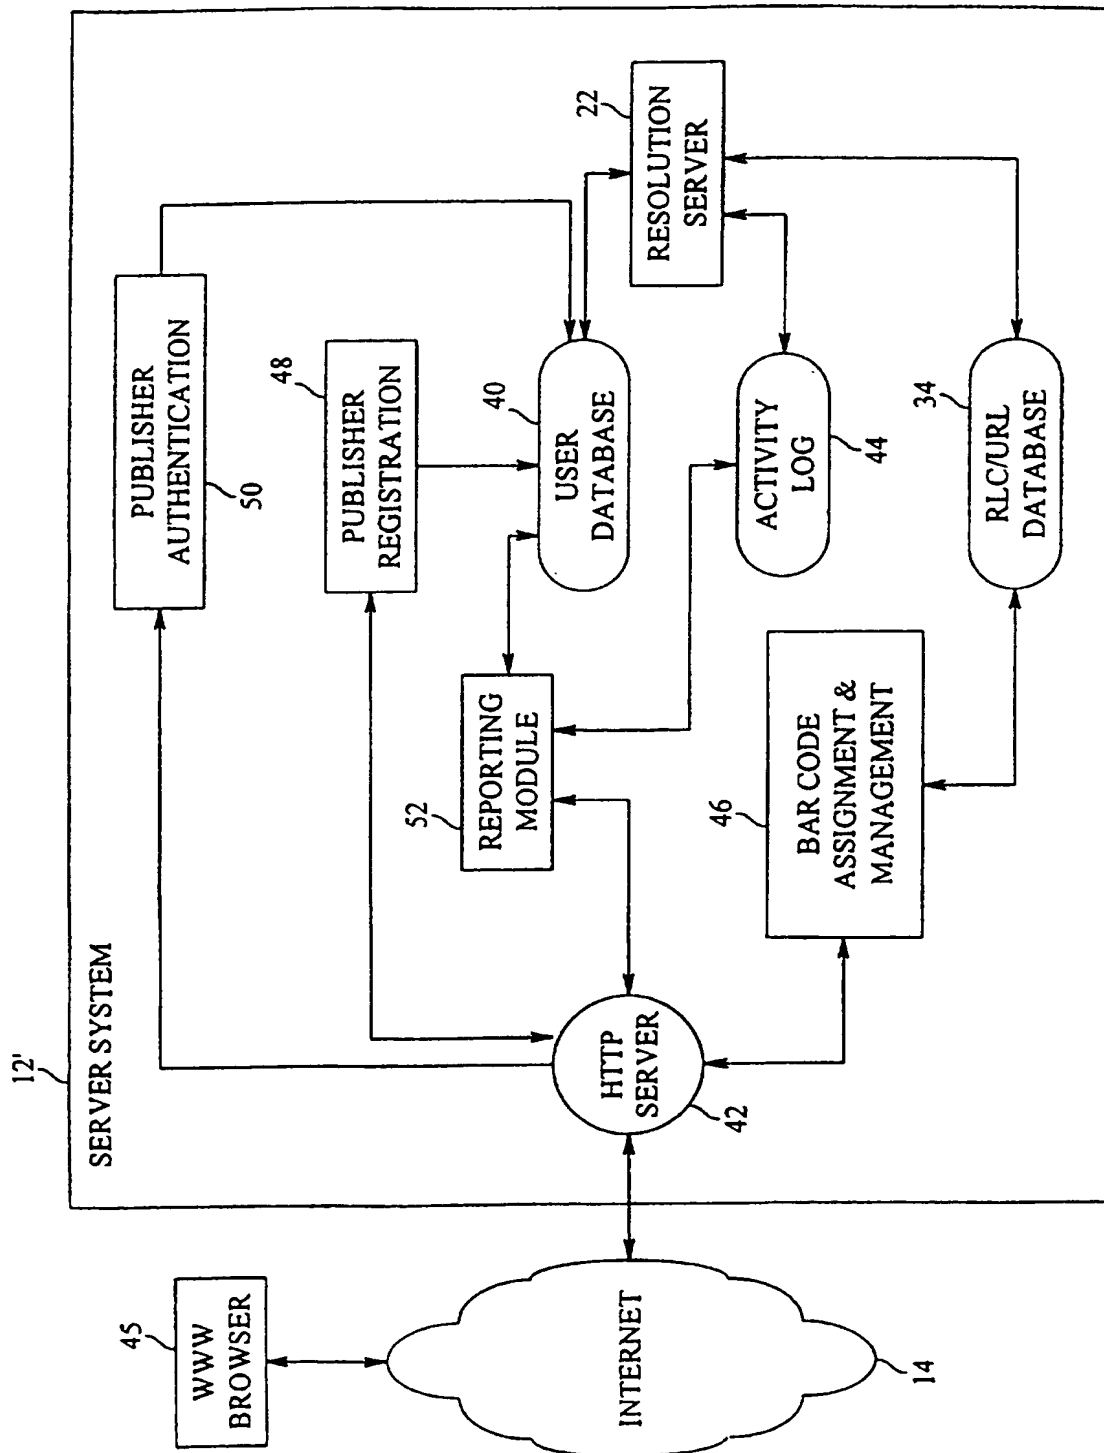 12'
SERVER SYSTEM
45
WWW
BROWSER
INTERNET
14
HTTP
SERVER
42
PUBLISHER
AUTHENTICATION
50
48
PUBLISHER
REGISTRATION
52
REPORTING
MODULE
40
USER
DATABASE
22
RESOLUTION
SERVER
ACTIVITY
LOG
44
46
BAR CODE
ASSIGNMENT &
MANAGEMENT
34
RLC/URL
DATABASE